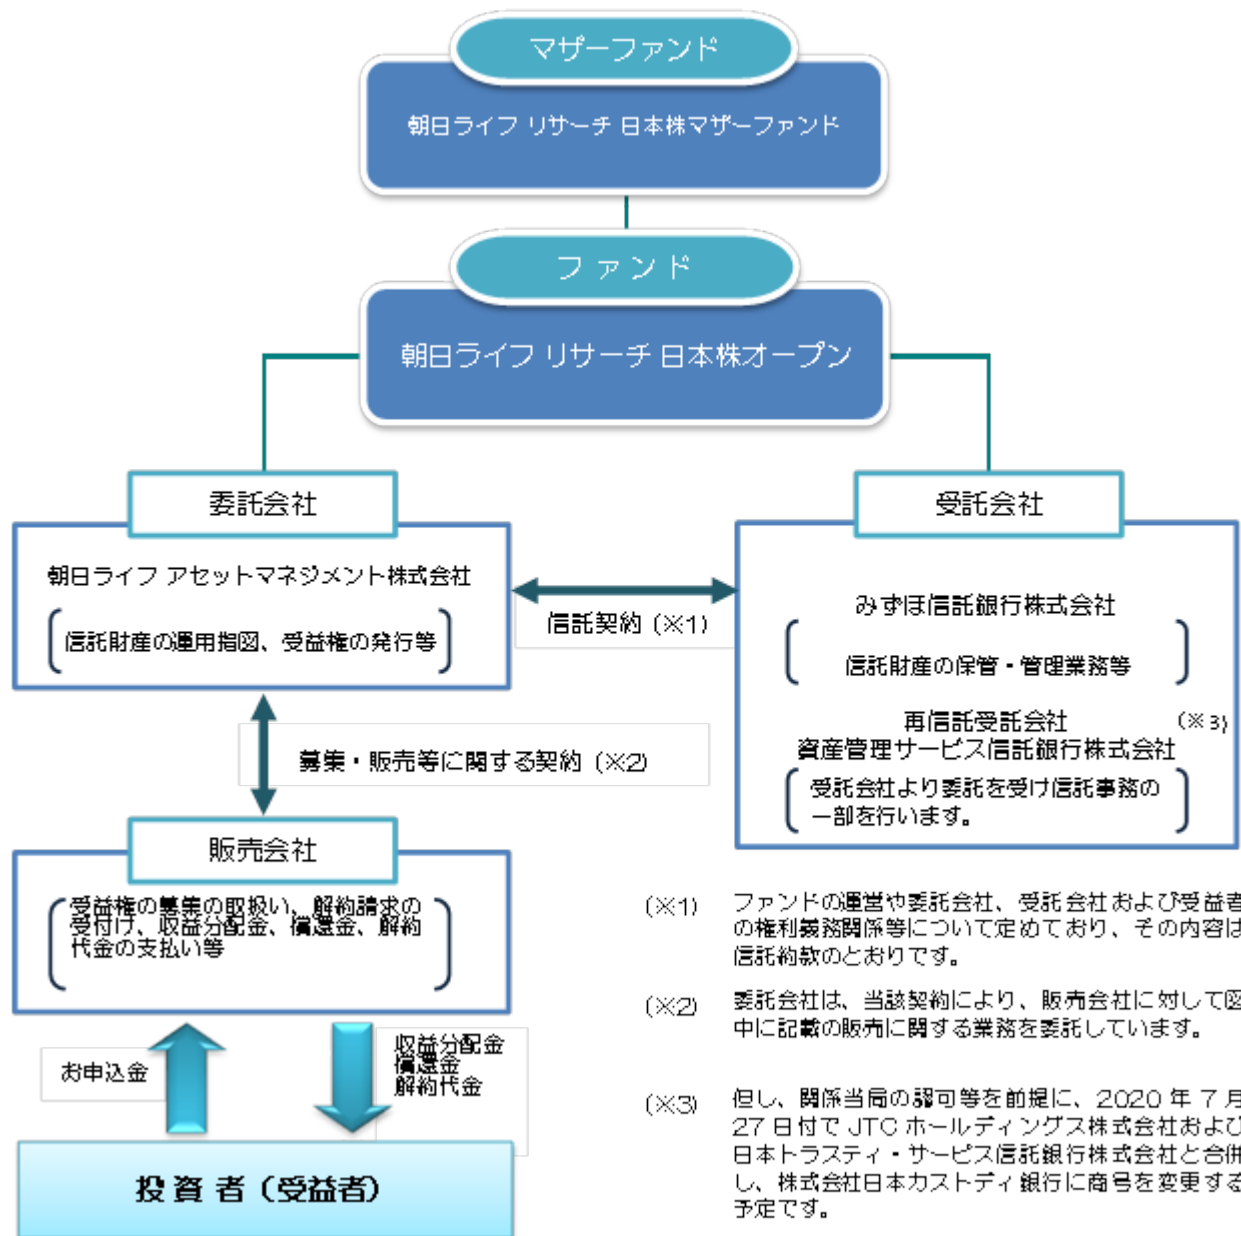 マザーファンド
朝日ライフ リサーチ 日本株マザーファンド
ファンド
朝日ライフ リサーチ 日本株オープン
委託会社
朝日ライフ アセットマネジメント株式会社
信託財産の運用指図、受益権の発行等
信託契約（※1）
受託会社
みずほ信託銀行株式会社
信託財産の保管・管理業務等
再信託受託会社 （※3）
資産管理サービス信託銀行株式会社
受託会社より委託を受け信託事務の
一部を行います。
募集・販売等に関する契約（※2）
販売会社
受益権の募集の取扱い、解約請求の
受付け、収益分配金、償還金、解約
代金の支払い等
お申込金
収益分配金
償還金
解約代金
投 資 者（受益者）
（※1） ファンドの運営や委託会社、受託会社および受益者
の権利義務関係等について定めており、その内容は
信託約款のとおりです。
（※2） 委託会社は、当該契約により、販売会社に対して図
中に記載の販売に関する業務を委託しています。
（※3） 但し、関係当局の認可等を前提に、2020 年 7 月
27 日付で JTC ホールディングス株式会社および
日本トラスティ・サービス信託銀行株式会社と合併
し、株式会社日本カストディ銀行に商号を変更する
予定です。